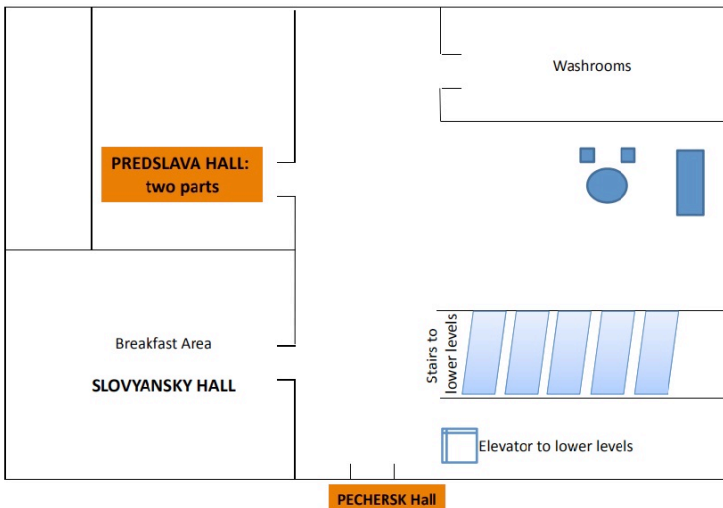 Washrooms
PREDSLAVA HALL:
two parts
Breakfast Area
SLOVYANSKY HALL
Stairs to
lower levels
Elevator to lower levels
PECHERSK Hall